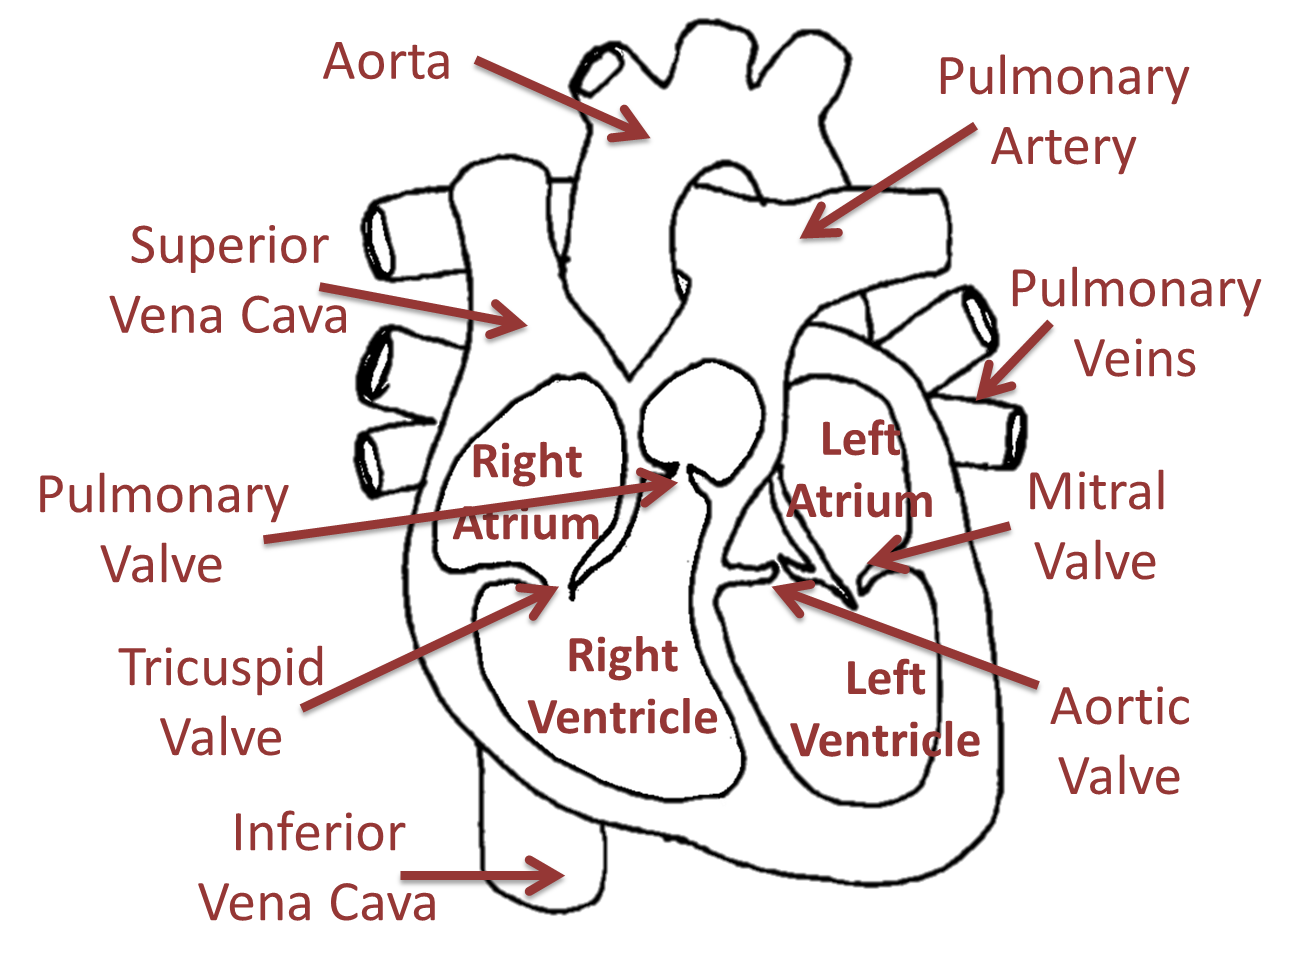 Aorta
Pulmonary
Artery
Superior
Vena Cava
Pulmonary
Veins
Right
Atrium
Left
Atrium
Pulmonary
Valve
Mitral
Valve
Tricuspid
Valve
Right
Ventricle
Left
Ventricle
Aortic
Valve
Inferior
Vena Cava